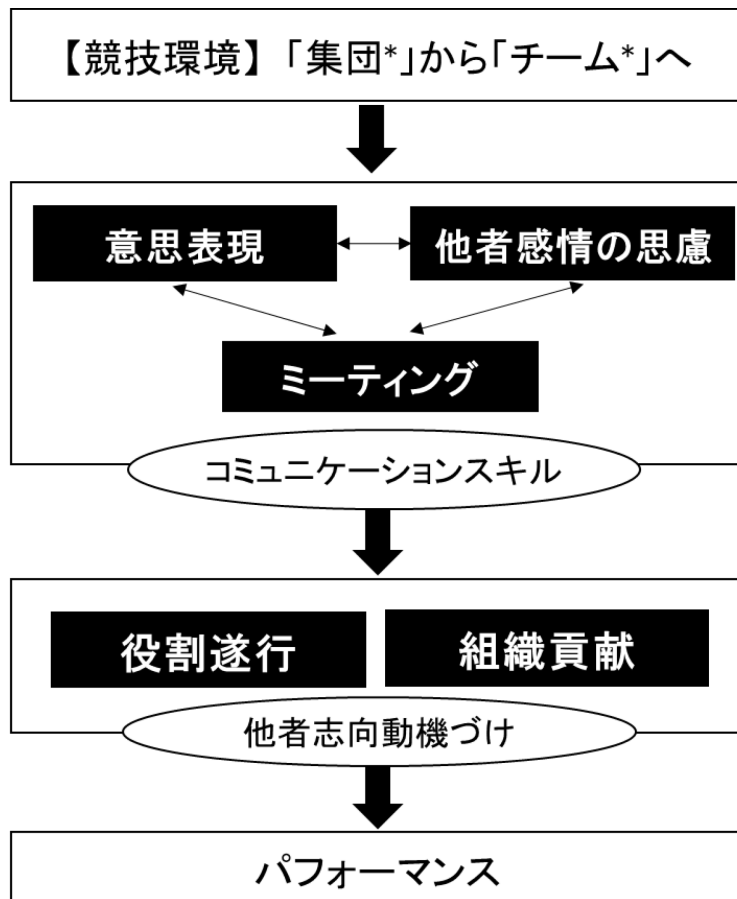 【競技環境】「集団*」から「チーム*」へ
意思表現
他者感情の思慮
ミーティング
コミュニケーションスキル
役割遂行
組織貢献
他者志向動機づけ
パフォーマンス